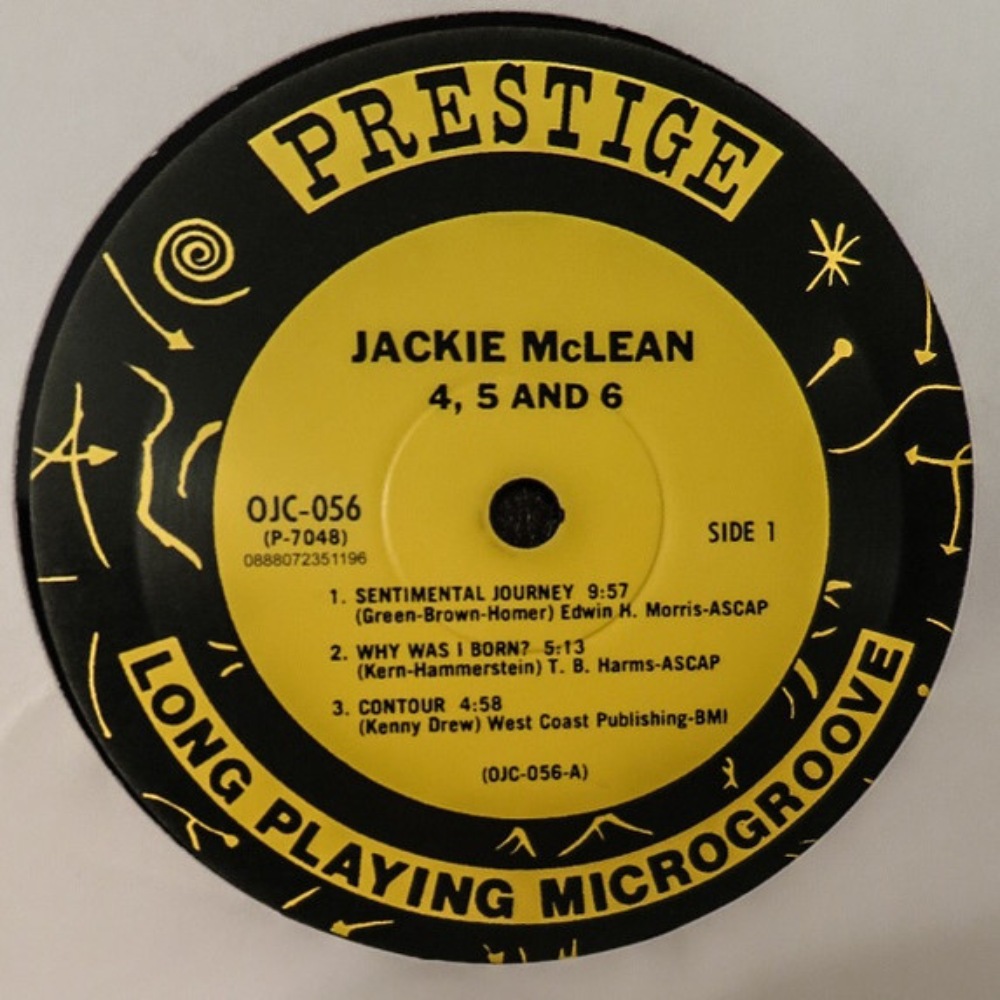 PRESTIGE
JACKIE McLEAN
4, 5 AND 6
OJC-056
(P-7048)
0888072351196
SIDE 1
1. SENTIMENTAL JOURNEY 9:57
(Green-Brown-Homer) Edwin H. Morris-ASCAP
2. WHY WAS I BORN? 5:13
(Kern-Hammerstein) T. B. Harms-ASCAP
3. CONTOUR 4:58
(Kenny Drew) West Coast Publishing-BMI
(OJC-056-A)
LONG PLAYING MICROGROOVE